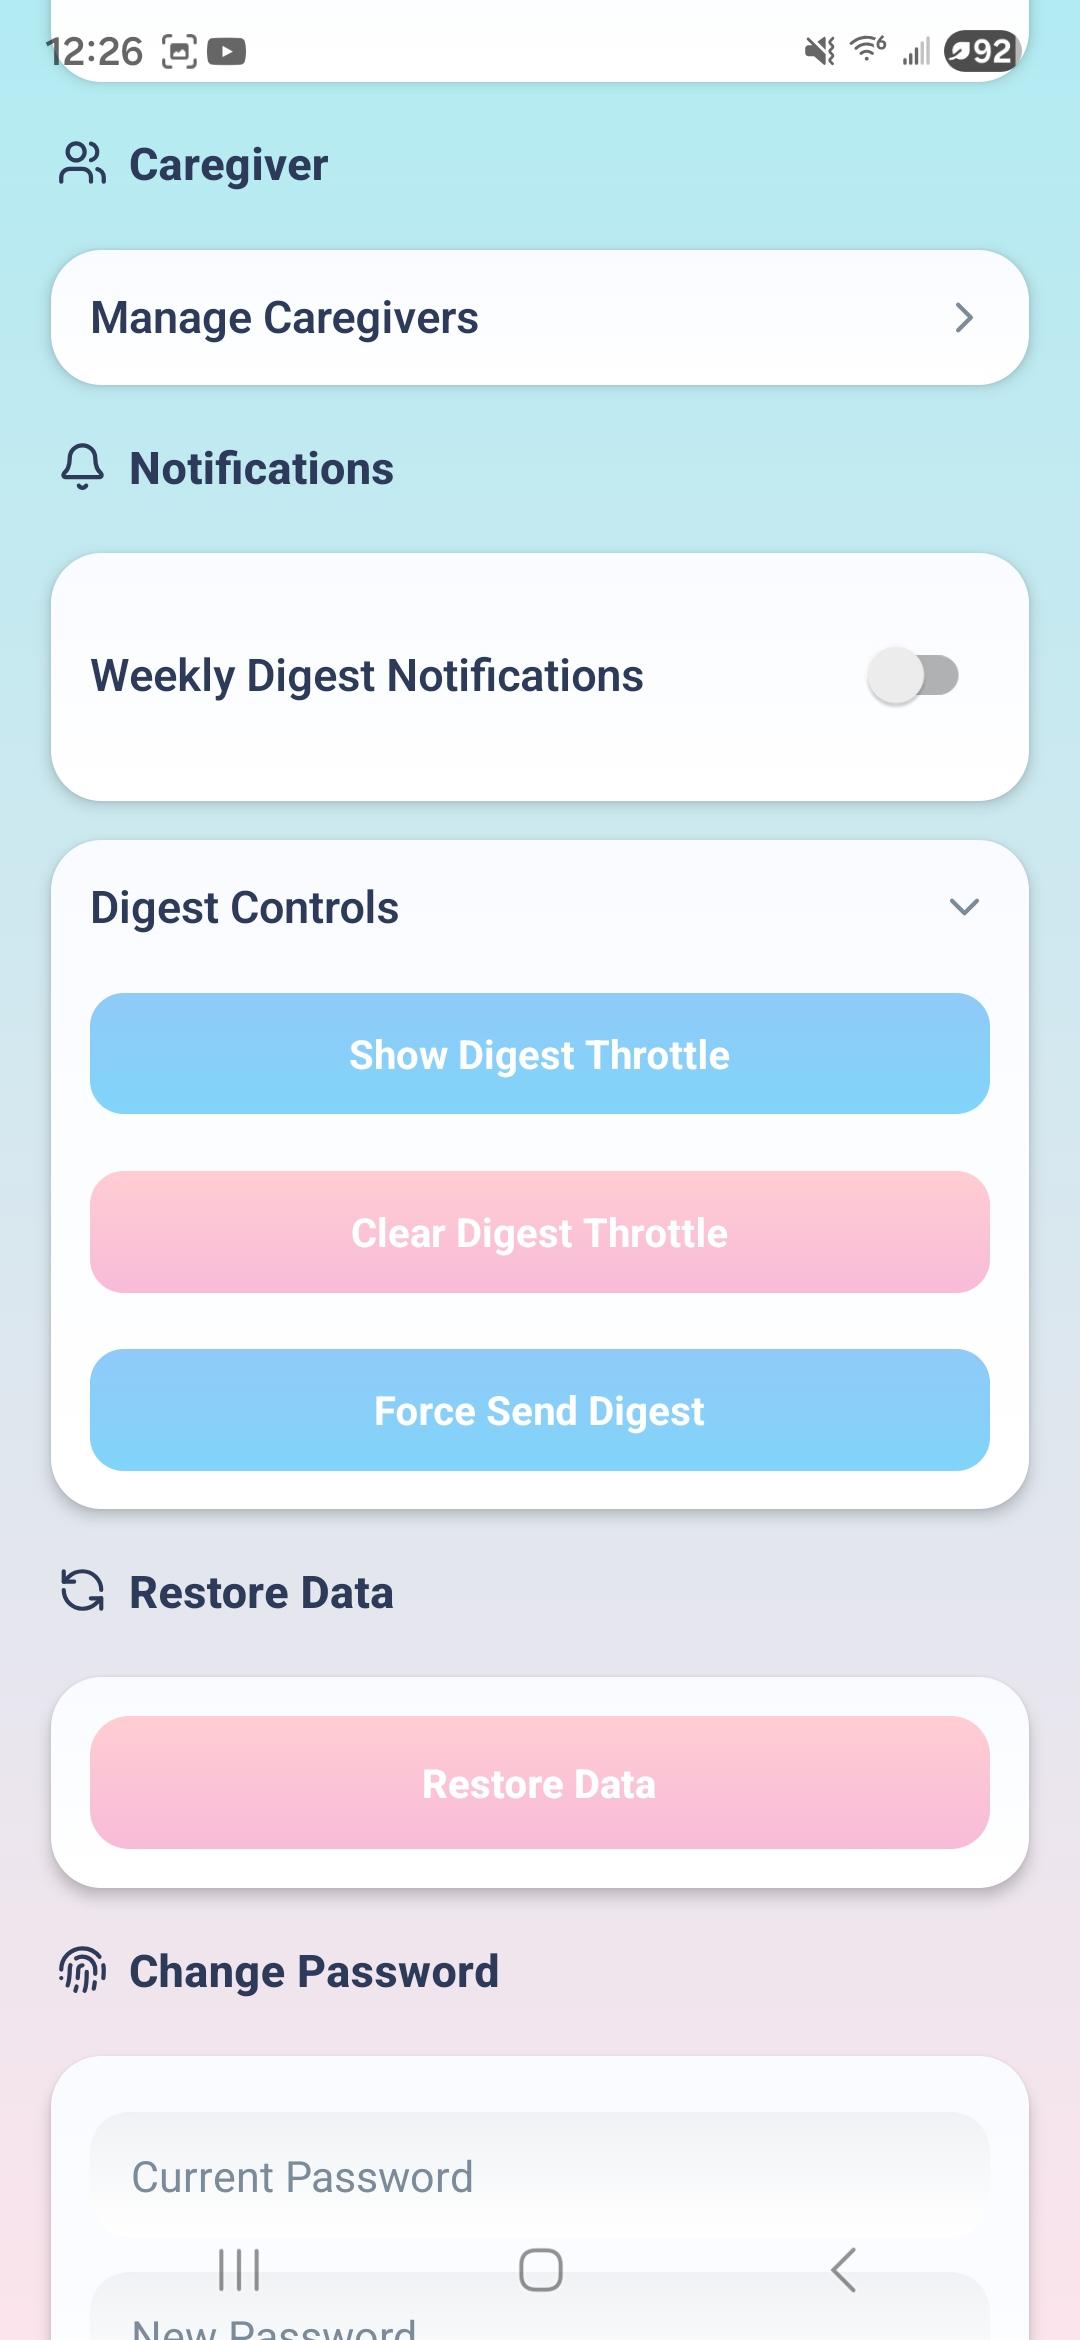 12:26
6
92
Caregiver
Manage Caregivers
Notifications
Weekly Digest Notifications
Digest Controls
Show Digest Throttle
Clear Digest Throttle
Force Send Digest
Restore Data
Restore Data
Change Password
Current Password
New Password